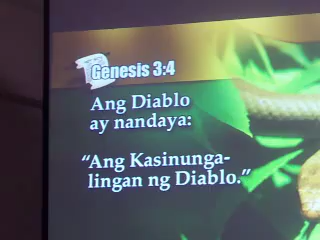 Genesis 3:4
Ang Diablo
ay nandaya:
“Ang Kasinunga-
lingan ng Diablo.”